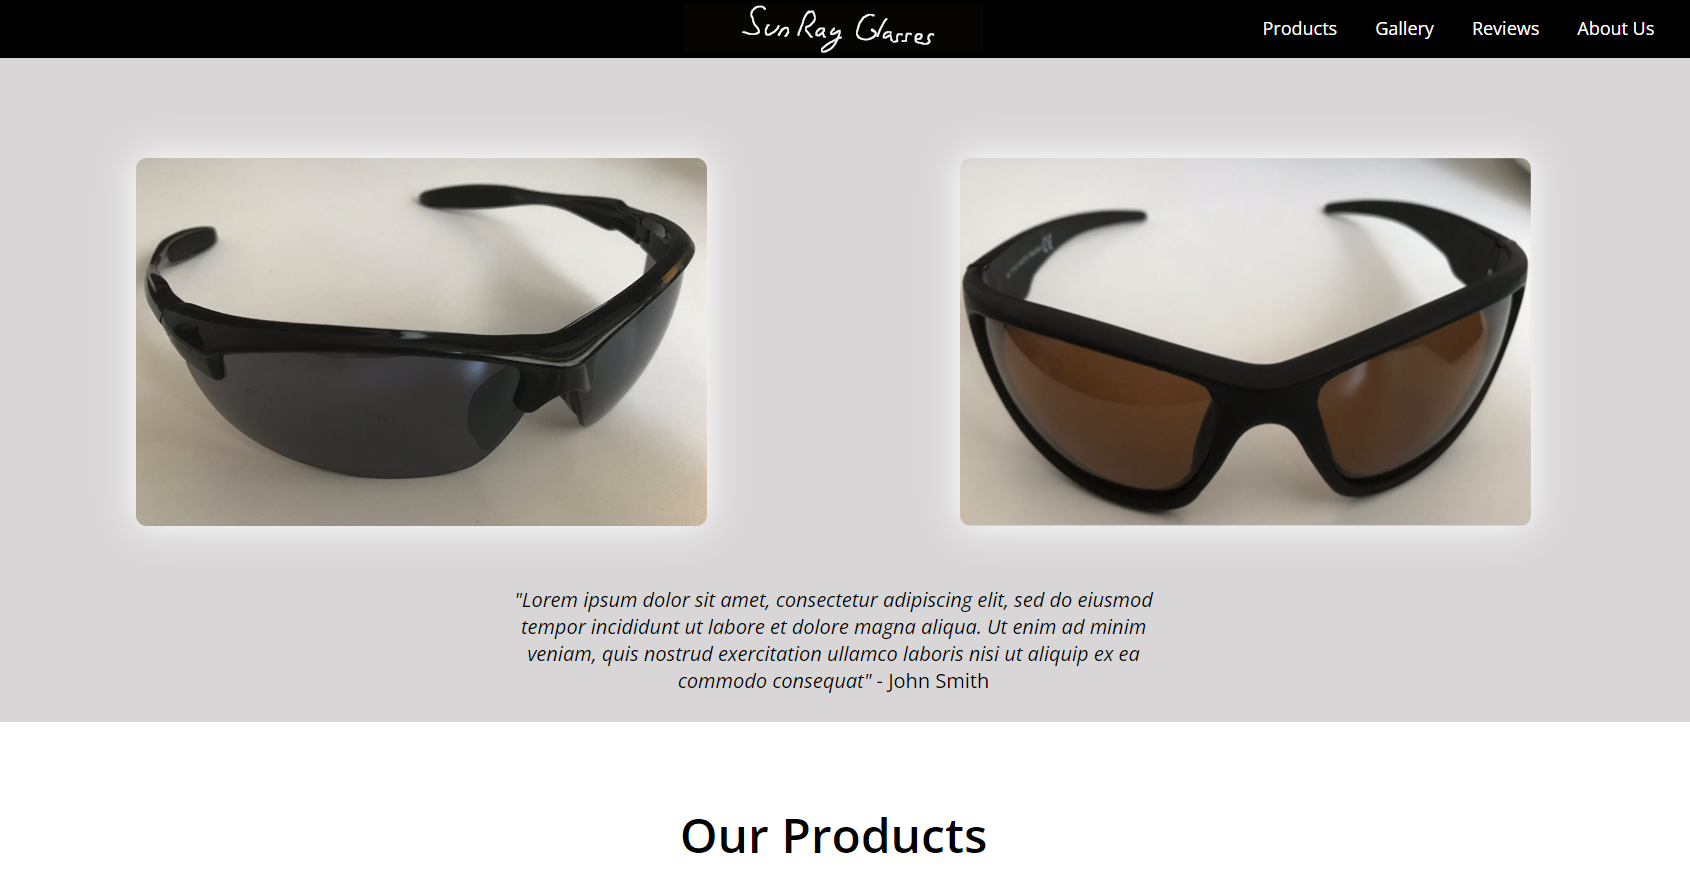 Sun Ray Glasses
Products
Gallery
Reviews
About Us
"Lorem ipsum dolor sit amet, consectetur adipiscing elit, sed do eiusmod
tempor incididunt ut labore et dolore magna aliqua. Ut enim ad minim
veniam, quis nostrud exercitation ullamco laboris nisi ut aliquip ex ea
commodo consequat" - John Smith
Our Products